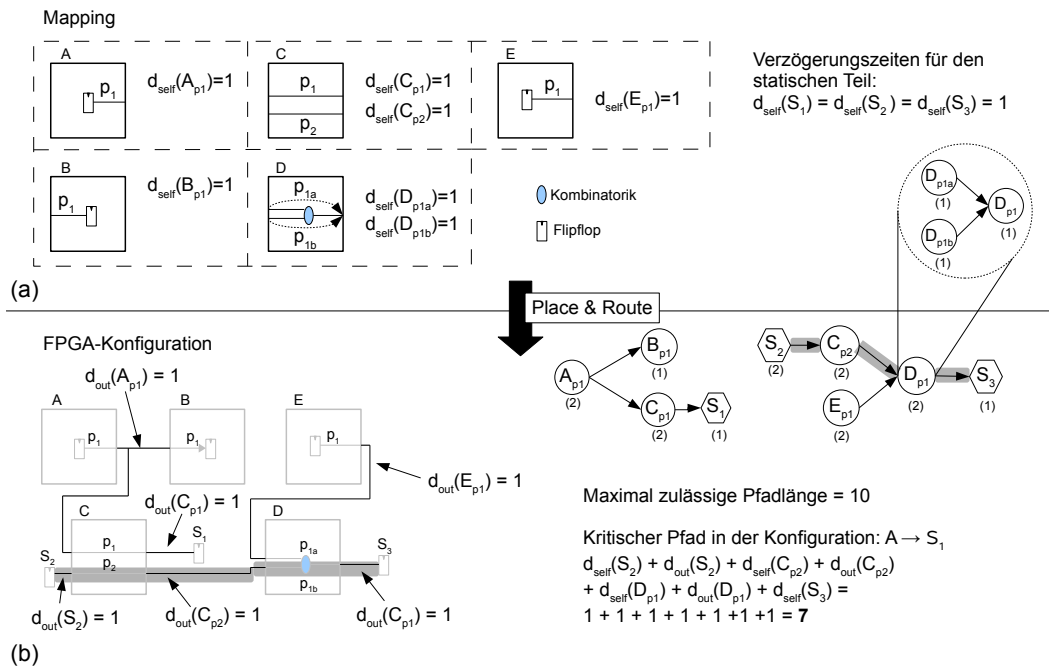 Mapping
A
p1
dself(Ap1)=1
C
p1
p2
dself(Cp1)=1
dself(Cp2)=1
E
p1
dself(Ep1)=1
Verzögerungszeiten für den
statischen Teil:
dself(S1) = dself(S2) = dself(S3) = 1
B
p1
dself(Bp1)=1
D
p1a
p1b
dself(Dp1a)=1
dself(Dp1b)=1
Kombinatorik
Flipflop
Dp1a
(1)
Dp1b
(1)
Dp1
(1)
(a)
Place & Route
FPGA-Konfiguration
dout(Ap1) = 1
A
p1
B
p1
E
p1
dout(Ep1) = 1
dout(Cp1) = 1
C
p1
p2
S1
S2
D
p1a
p1b
S3
dout(S2) = 1
dout(Cp2) = 1
dout(Cp1) = 1
Ap1
(2)
Bp1
(1)
Cp1
(2)
S1
(1)
S2
(2)
Cp2
(2)
Dp1
(2)
S3
(1)
Ep1
(2)
Maximal zulässige Pfadlänge = 10
Kritischer Pfad in der Konfiguration: A → S1
dself(S2) + dout(S2) + dself(Cp2) + dout(Cp2)
+ dself(Dp1) + dout(Dp1) + dself(S3) =
1 + 1 + 1 + 1 + 1 +1 +1 = 7
(b)